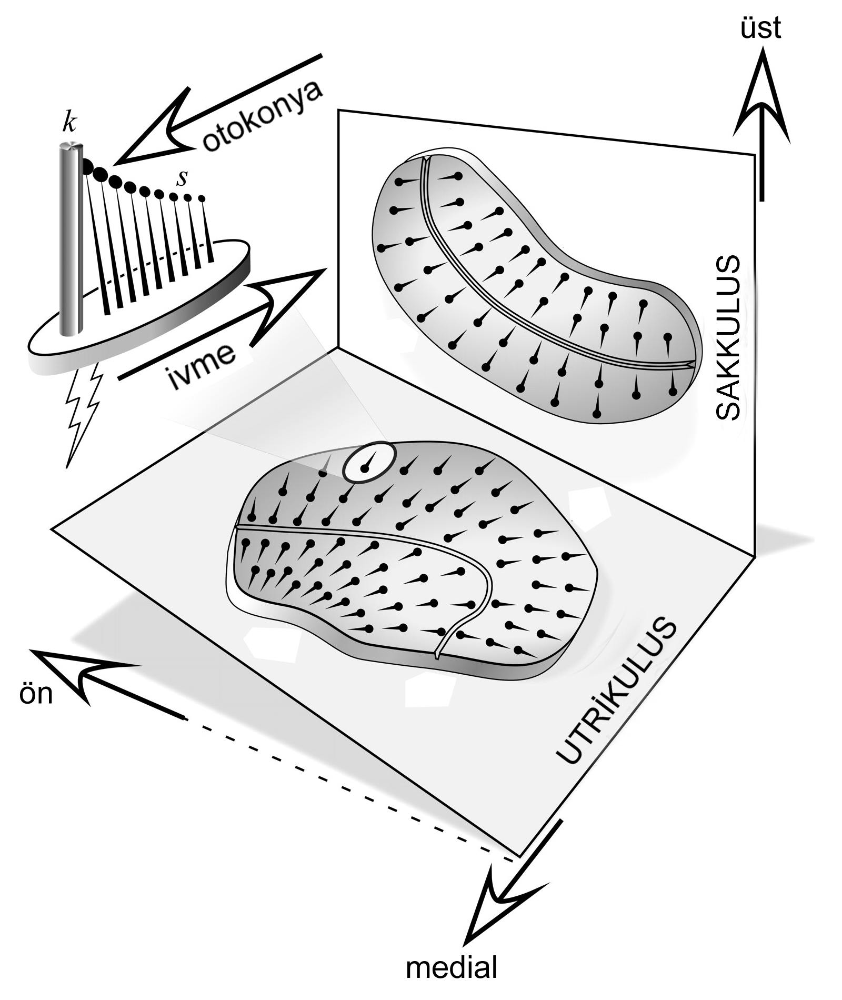 üst
otokonya
k
s
SAKKULUS
ivme
UTRİKULUS
ön
medial